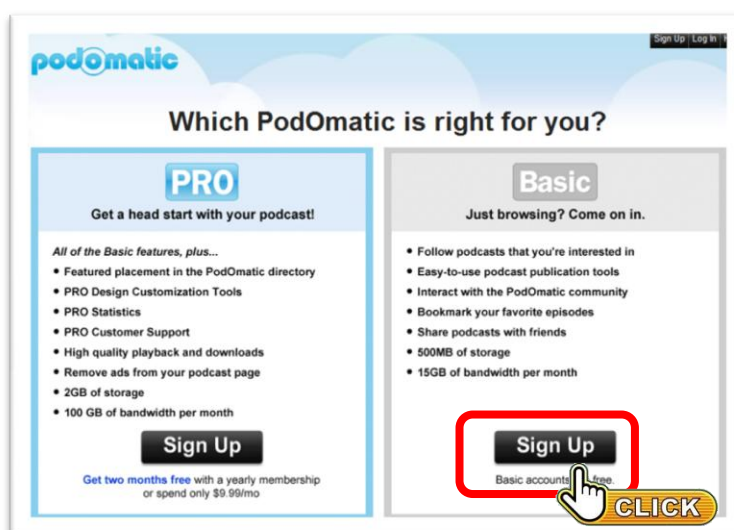 Sign Up Log In
podomatic
Which PodOmatic is right for you?
PRO
Get a head start with your podcast!
All of the Basic features, plus...
• Featured placement in the PodOmatic directory
• PRO Design Customization Tools
• PRO Statistics
• PRO Customer Support
• High quality playback and downloads
• Remove ads from your podcast page
• 2GB of storage
• 100 GB of bandwidth per month
Sign Up
Get two months free with a yearly membership
or spend only $9.99/mo
Basic
Just browsing? Come on in.
• Follow podcasts that you're interested in
• Easy-to-use podcast publication tools
• Interact with the PodOmatic community
• Bookmark your favorite episodes
• Share podcasts with friends
• 500MB of storage
• 15GB of bandwidth per month
Sign Up
Basic accounts free.
CLICK